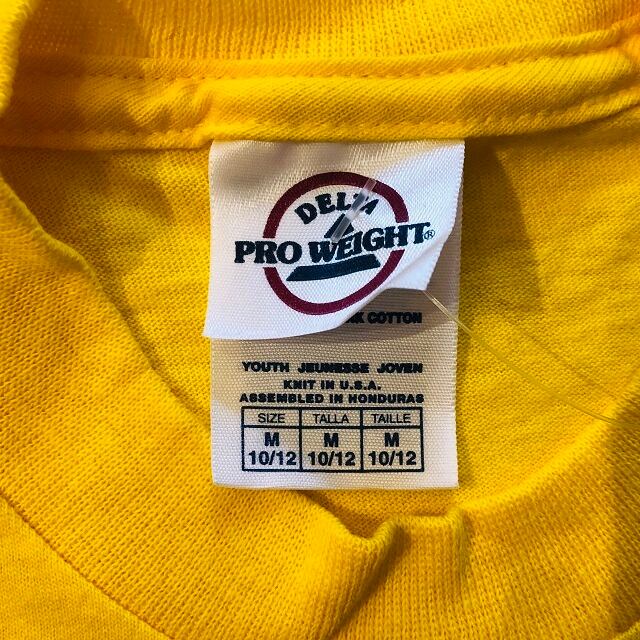 DELTA
PRO WEIGHT®
COTTON
YOUTH JEUNESSE JOVEN
KNIT IN U.S.A.
ASSEMBLED IN HONDURAS
SIZE TALLA TAILLE
M M M
10/12 10/12 10/12